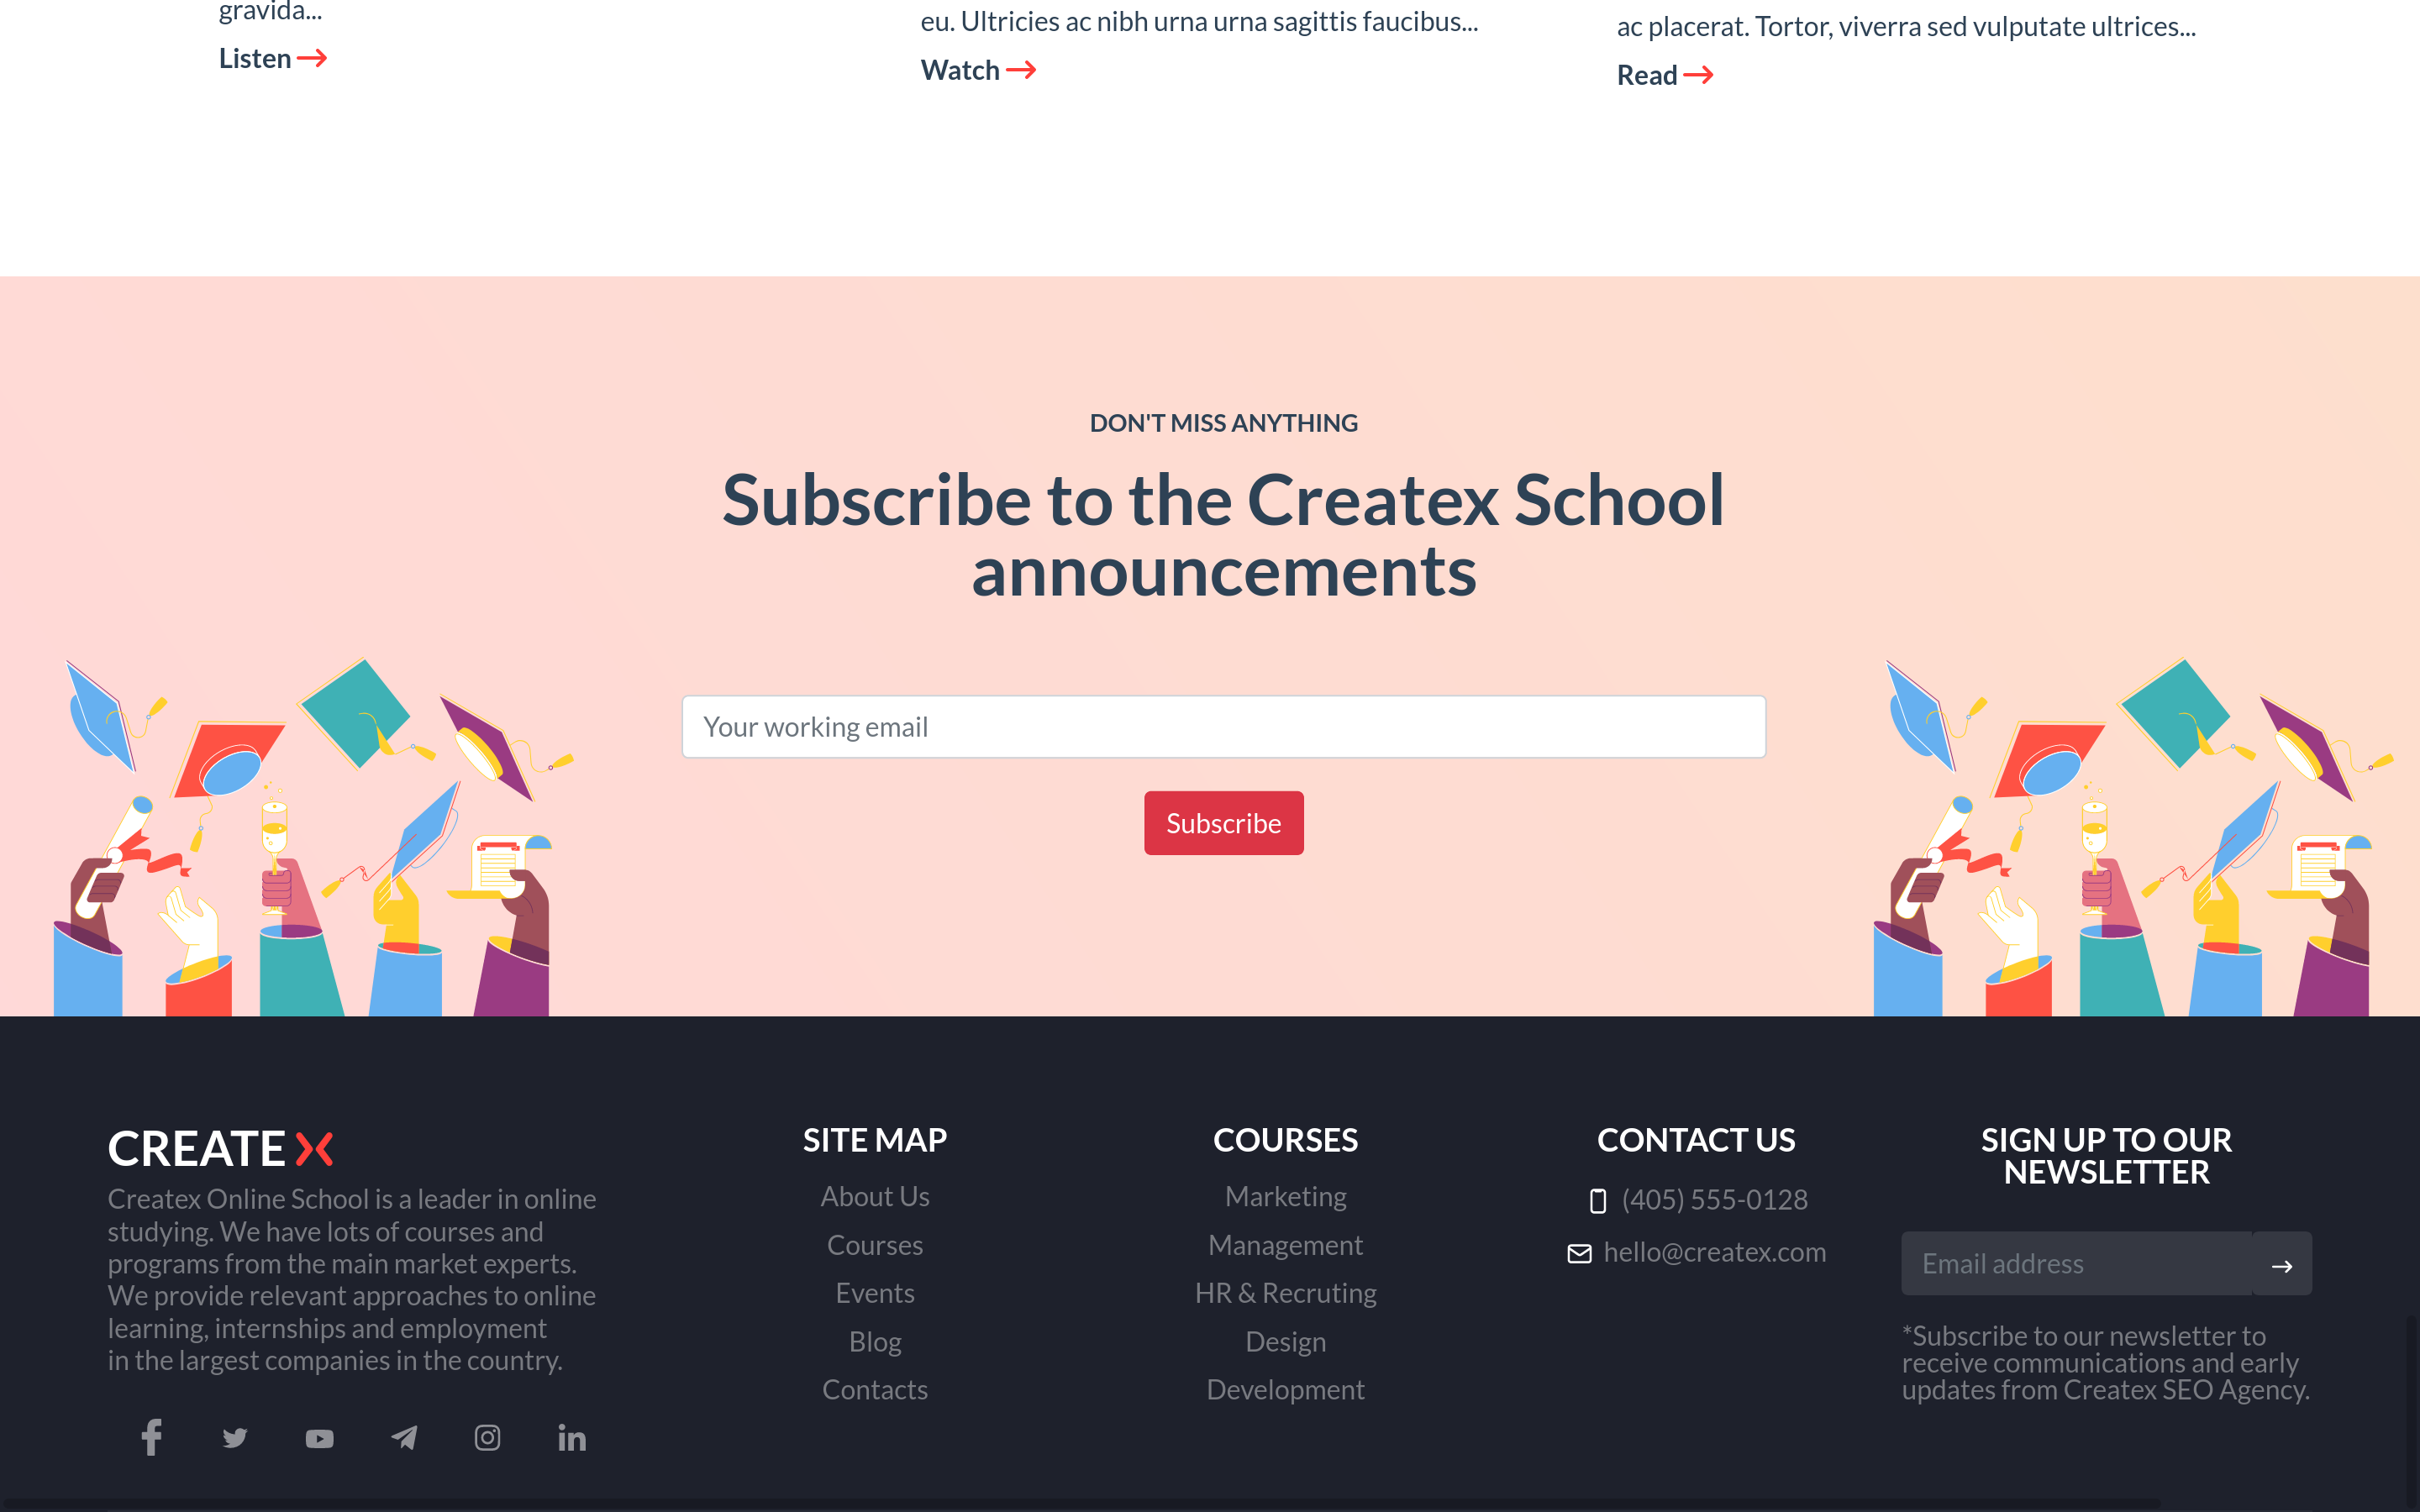 gravida...
Listen
eu. Ultricies ac nibh urna urna sagittis faucibus...
Watch
ac placerat. Tortor, viverra sed vulputate ultrices...
Read
DON'T MISS ANYTHING
Subscribe to the Createx School
announcements
Your working email
Subscribe
CREATEX
Createx Online School is a leader in online
studying. We have lots of courses and
programs from the main market experts.
We provide relevant approaches to online
learning, internships and employment
in the largest companies in the country.
SITE MAP
About Us
Courses
Events
Blog
Contacts
COURSES
Marketing
Management
HR & Recruting
Design
Development
CONTACT US
(405) 555-0128
hello@createx.com
SIGN UP TO OUR
NEWSLETTER
Email address
*Subscribe to our newsletter to
receive communications and early
updates from Createx SEO Agency.